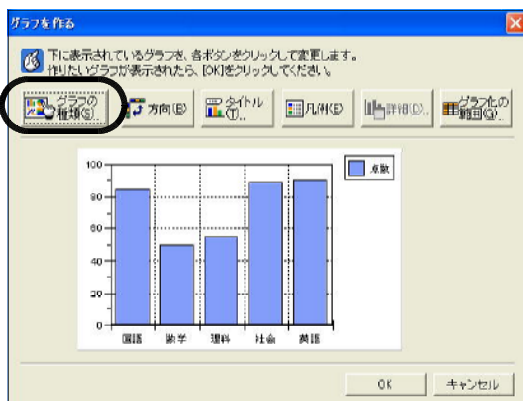 グラフを作る
下に表示されているグラフを、各ボタンをクリックして変更します。
作りたいグラフが表示されたら、[OK]をクリックしてください。
グラフの
種類(S)..
方向(E)
タイトル
(T)..
凡例(E)
詳細(D)..
グラフ化の
範囲(G)..
100
80
60
40
20
0
国語 数学 理科 社会 英語
点数
OK キャンセル